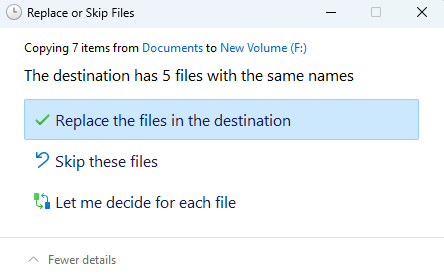 Replace or Skip Files
Copying 7 items from Documents to New Volume (F:)
The destination has 5 files with the same names
Replace the files in the destination
Skip these files
Let me decide for each file
Fewer details